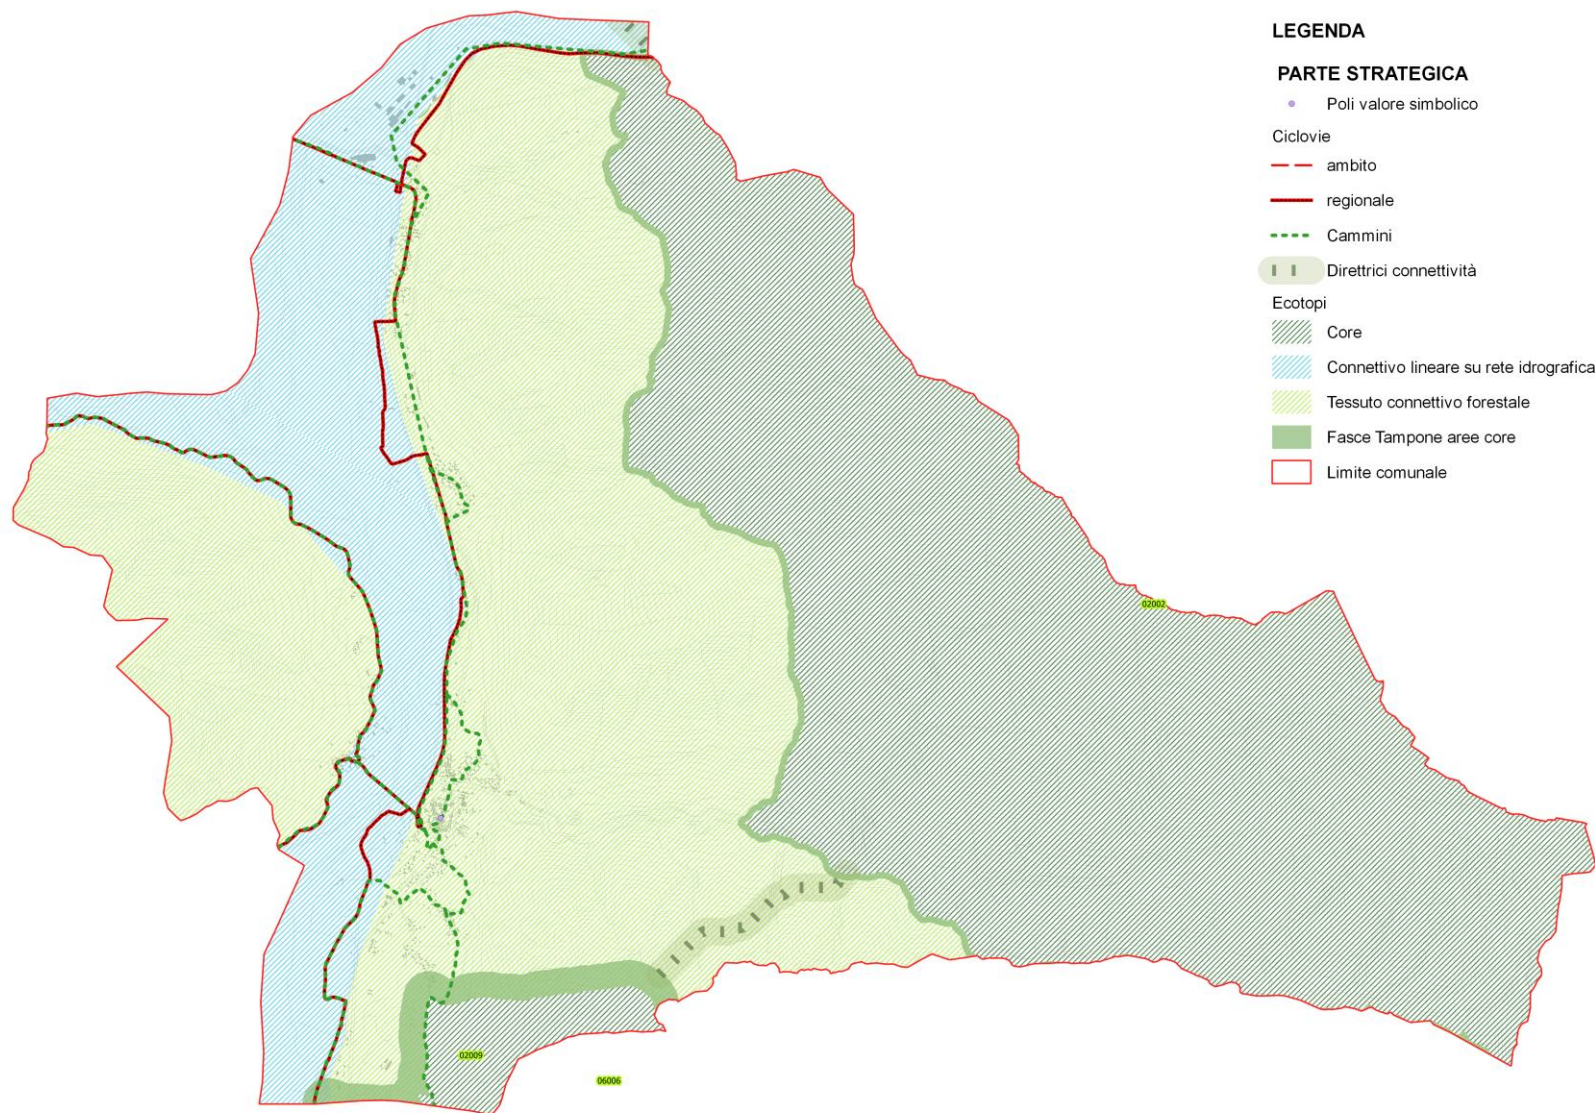 LEGENDA
PARTE STRATEGICA
Poli valore simbolico
Ciclovie
ambito
regionale
Cammini
Direttrici connettività
Ecotopi
Core
Connettivo lineare su rete idrografica
Tessuto connettivo forestale
Fasce Tampone aree core
Limite comunale
02002
02009
06006